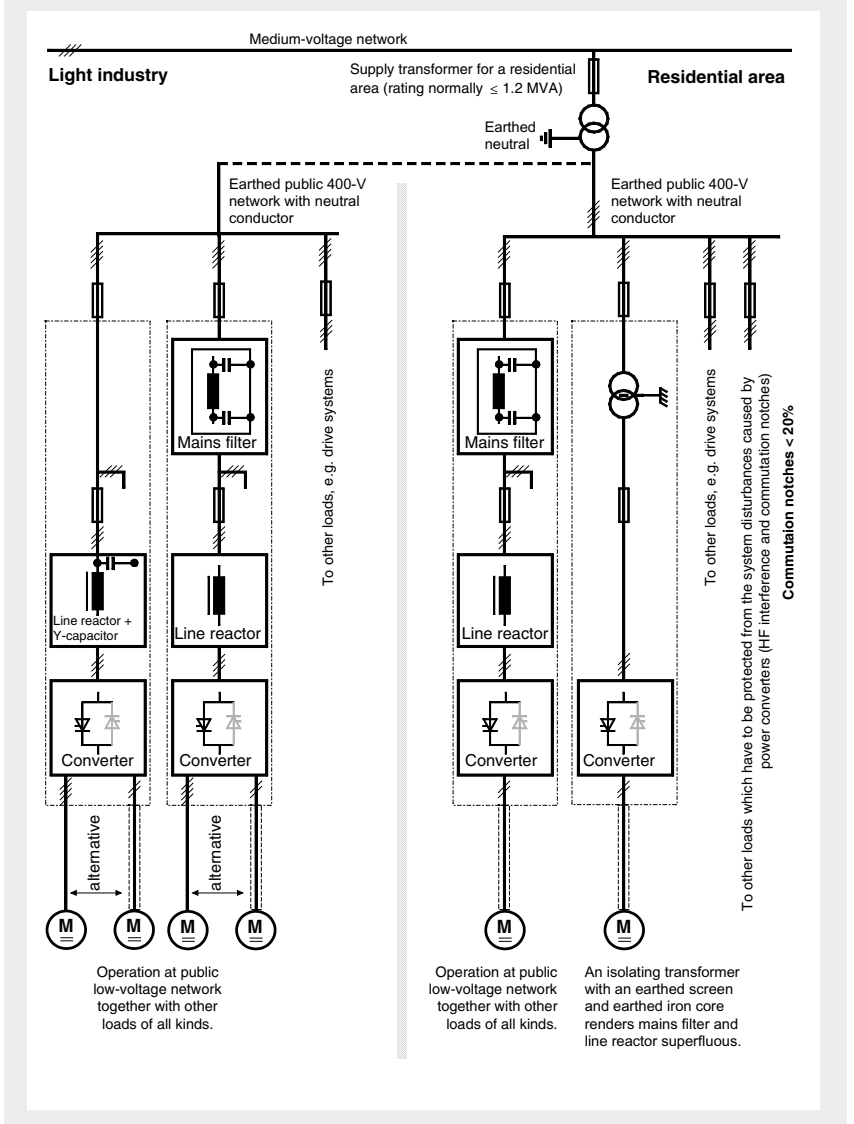 Medium-voltage network
Light industry
Supply transformer for a residential
area (rating normally ≤ 1.2 MVA)
Residential area
Earthed
neutral
Earthed public 400-V
network with neutral
conductor
Earthed public 400-V
network with neutral
conductor
Mains filter
Mains filter
To other loads, e.g. drive systems
To other loads, e.g. drive systems
To other loads which have to be protected from the system disturbances caused by
power converters (HF interference and commutation notches)
Commutaion notches < 20%
Line reactor +
Y-capacitor
Line reactor
Line reactor
Converter
Converter
Converter
Converter
alternative
alternative
M
M
M
M
M
M
Operation at public
low-voltage network
together with other
loads of all kinds.
Operation at public
low-voltage network
together with other
loads of all kinds.
An isolating transformer
with an earthed screen
and earthed iron core
renders mains filter and
line reactor superfluous.